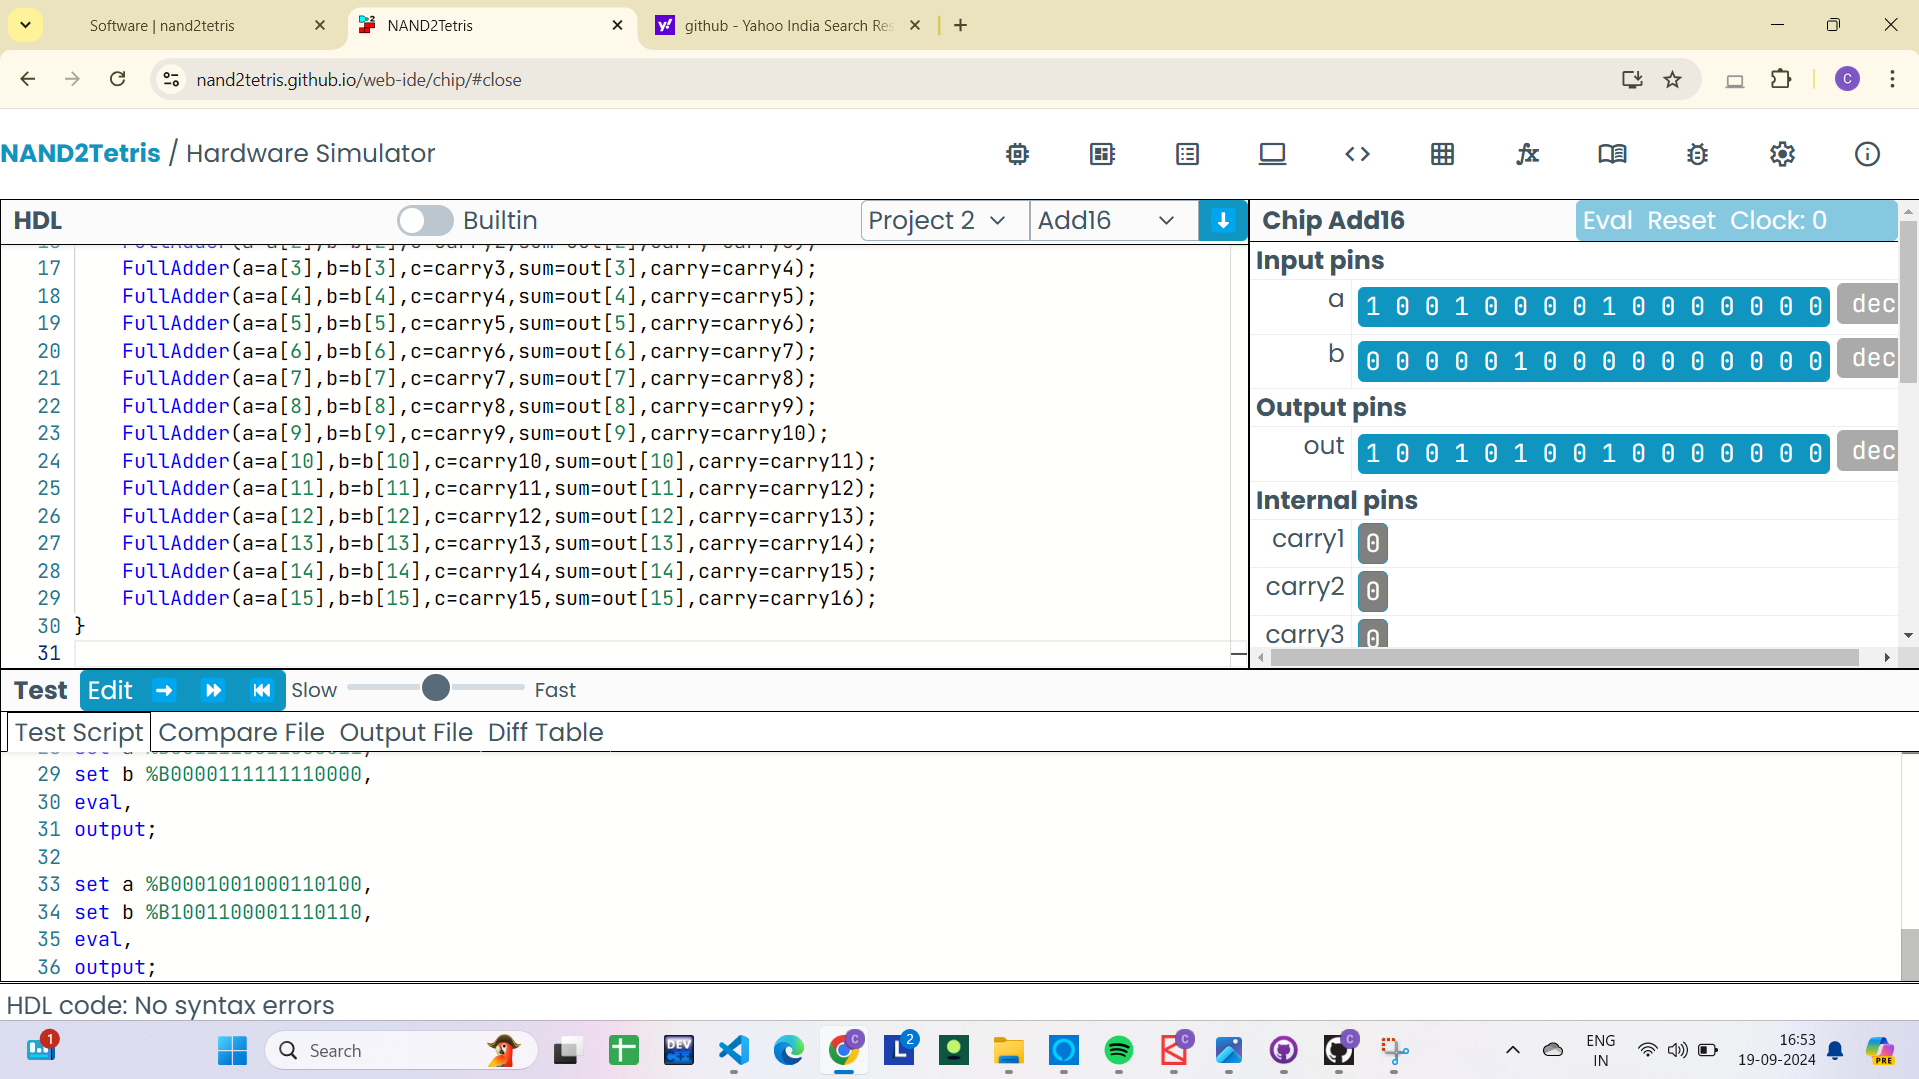 Software | nand2tetris
NAND2Tetris
github - Yahoo India Search Res
nand2tetris.github.io/web-ide/chip/#close
C
NAND2Tetris / Hardware Simulator
HDL
Builtin
Project 2
Add16
17 FullAdder(a=a[3],b=b[3],c=carry3,sum=out[3],carry=carry4);
18 FullAdder(a=a[4],b=b[4],c=carry4,sum=out[4],carry=carry5);
19 FullAdder(a=a[5],b=b[5],c=carry5,sum=out[5],carry=carry6);
20 FullAdder(a=a[6],b=b[6],c=carry6,sum=out[6],carry=carry7);
21 FullAdder(a=a[7],b=b[7],c=carry7,sum=out[7],carry=carry8);
22 FullAdder(a=a[8],b=b[8],c=carry8,sum=out[8],carry=carry9);
23 FullAdder(a=a[9],b=b[9],c=carry9,sum=out[9],carry=carry10);
24 FullAdder(a=a[10],b=b[10],c=carry10,sum=out[10],carry=carry11);
25 FullAdder(a=a[11],b=b[11],c=carry11,sum=out[11],carry=carry12);
26 FullAdder(a=a[12],b=b[12],c=carry12,sum=out[12],carry=carry13);
27 FullAdder(a=a[13],b=b[13],c=carry13,sum=out[13],carry=carry14);
28 FullAdder(a=a[14],b=b[14],c=carry14,sum=out[14],carry=carry15);
29 FullAdder(a=a[15],b=b[15],c=carry15,sum=out[15],carry=carry16);
30 }
31
Chip Add16
Eval Reset Clock: 0
Input pins
a 1 0 0 1 0 0 0 0 1 0 0 0 0 0 0 0 dec
b 0 0 0 0 0 1 0 0 0 0 0 0 0 0 0 0 dec
Output pins
out 1 0 0 1 0 1 0 0 1 0 0 0 0 0 0 0 dec
Internal pins
carry1 0
carry2 0
carry3 0
Test Edit Slow Fast
Test Script Compare File Output File Diff Table
29 set b %B0000111111110000,
30 eval,
31 output;
32
33 set a %B0001001000110100,
34 set b %B1001100001110110,
35 eval,
36 output;
HDL code: No syntax errors
1
Search
DEV C++
C
L
2
C
C
C
ENG
IN
16:53
19-09-2024
PRE